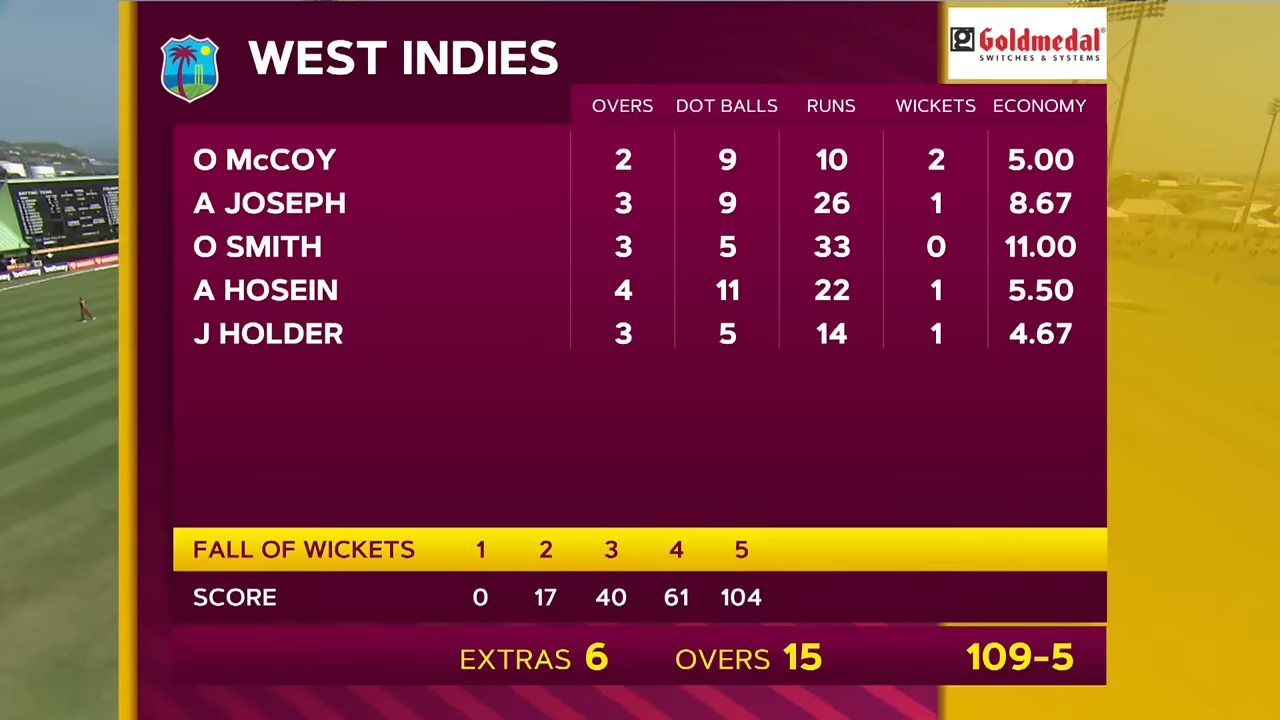 WEST INDIES
g Goldmedal®
SWITCHES & SYSTEMS
OVERS DOT BALLS RUNS WICKETS ECONOMY
O McCOY 2 9 10 2 5.00
A JOSEPH 3 9 26 1 8.67
O SMITH 3 5 33 0 11.00
A HOSEIN 4 11 22 1 5.50
J HOLDER 3 5 14 1 4.67
FALL OF WICKETS 1 2 3 4 5
SCORE 0 17 40 61 104
EXTRAS 6 OVERS 15 109-5
betway